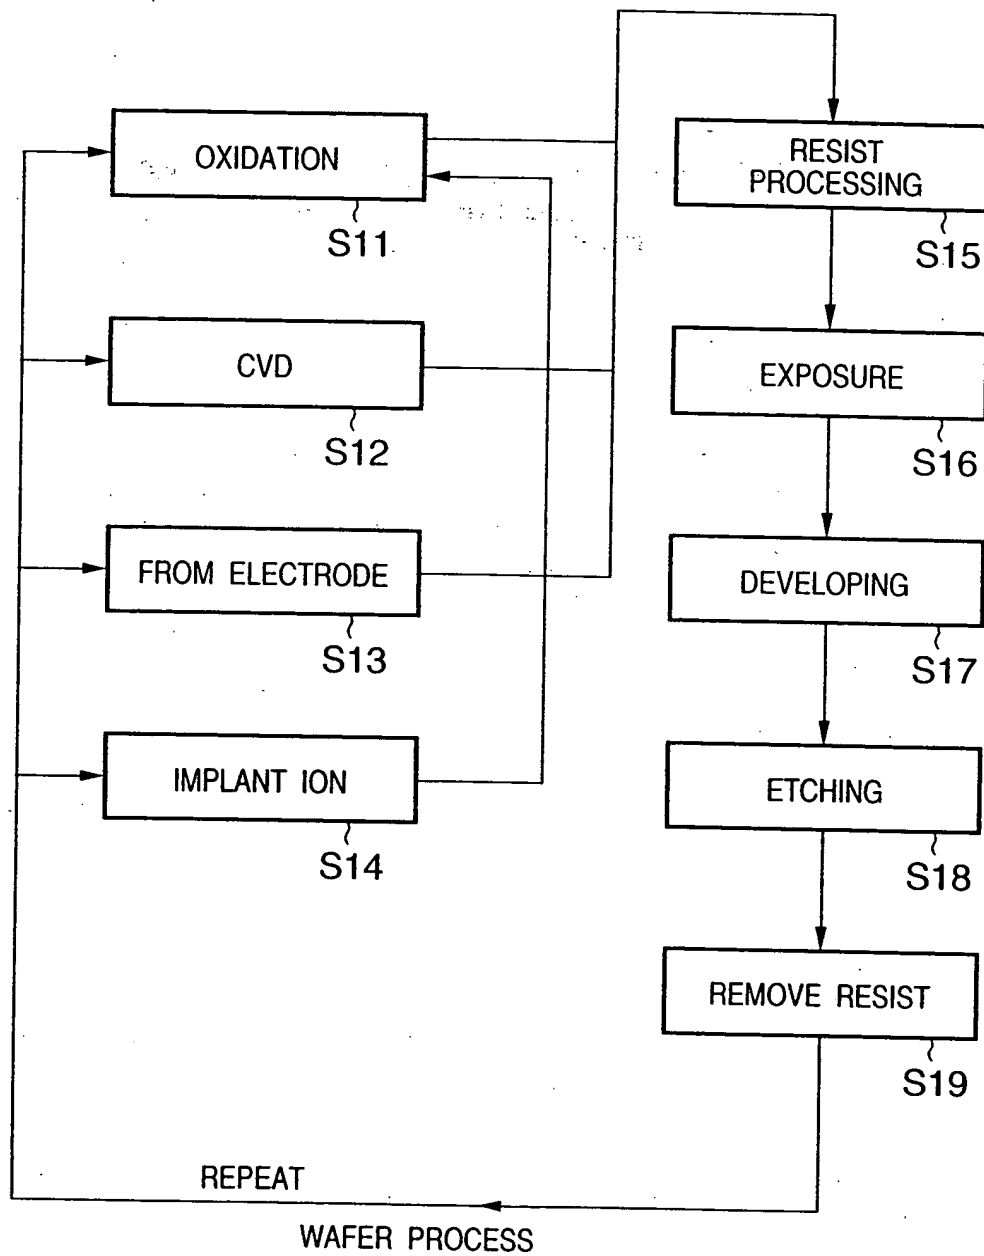 OXIDATION
S11
CVD
S12
FROM ELECTRODE
S13
IMPLANT ION
S14
RESIST
PROCESSING
S15
EXPOSURE
S16
DEVELOPING
S17
ETCHING
S18
REMOVE RESIST
S19
REPEAT
WAFER PROCESS